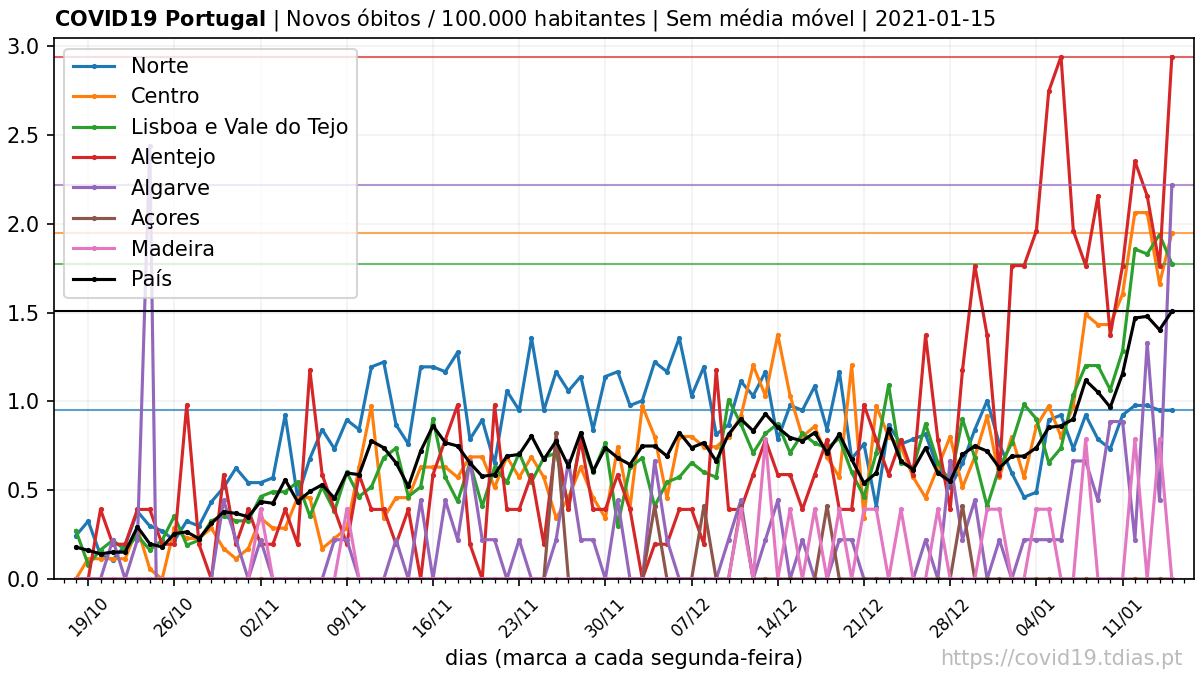 COVID19 Portugal | Novos óbitos / 100.000 habitantes | Sem média móvel | 2021-01-15
3.0
2.5
2.0
1.5
1.0
0.5
0.0
Norte
Centro
Lisboa e Vale do Tejo
Alentejo
Algarve
Açores
Madeira
País
19/10
26/10
02/11
09/11
16/11
23/11
30/11
07/12
14/12
21/12
28/12
04/01
11/01
dias (marca a cada segunda-feira)
https://covid19.tdias.pt